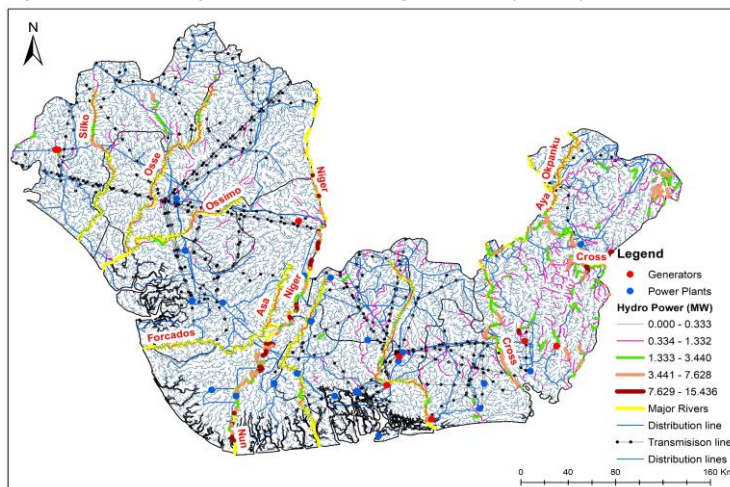 N
Silko
Osse
Ossimo
Niger
Okpanku
Aya
Cross
Asa
Niger
Forcados
Cross
Nun
Legend
Generators
Power Plants
Hydro Power (MW)
0.000 - 0.333
0.334 - 1.332
1.333 - 3.440
3.441 - 7.628
7.629 - 15.436
Major Rivers
Distribution line
Transmisison line
Distribution lines
0 40 80 160
Km